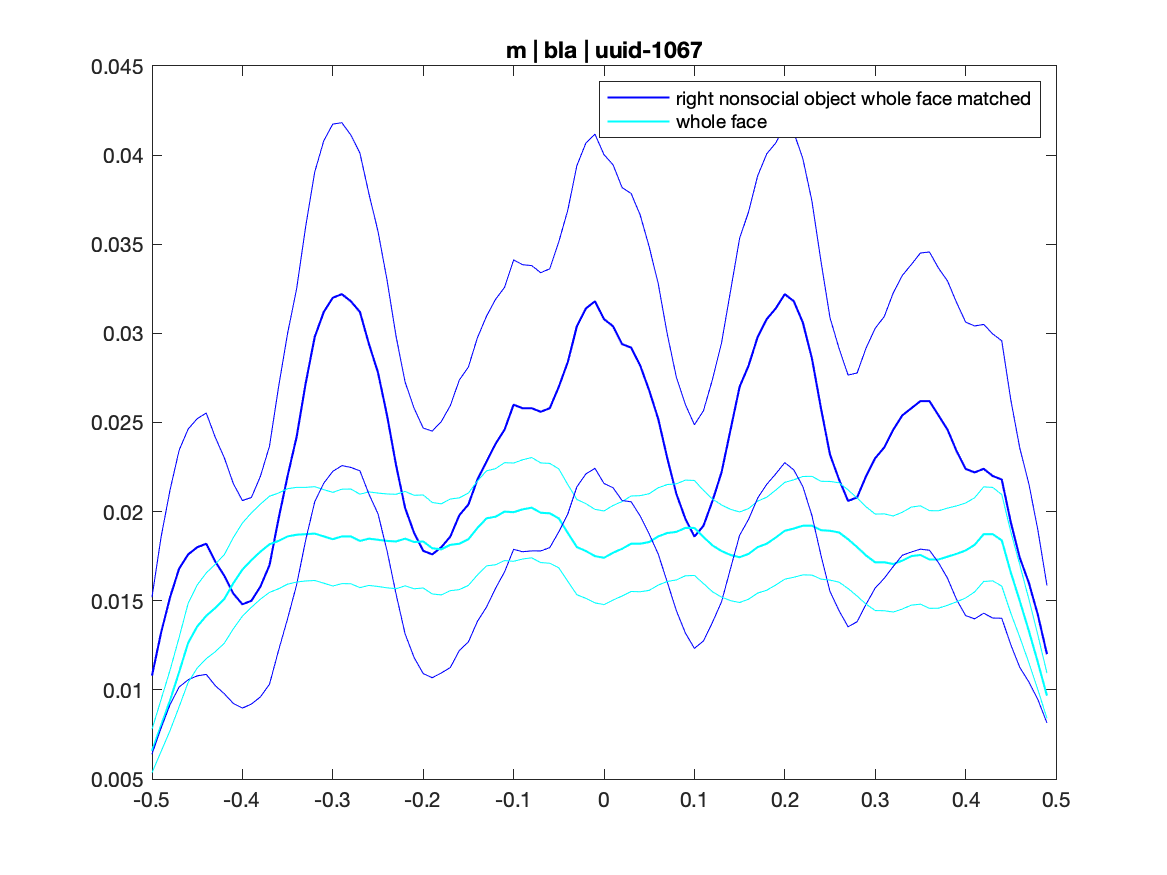 m | bla | uuid-1067
right nonsocial object whole face matched
whole face
0.045
0.04
0.035
0.03
0.025
0.02
0.015
0.01
0.005
-0.5 -0.4 -0.3 -0.2 -0.1 0 0.1 0.2 0.3 0.4 0.5